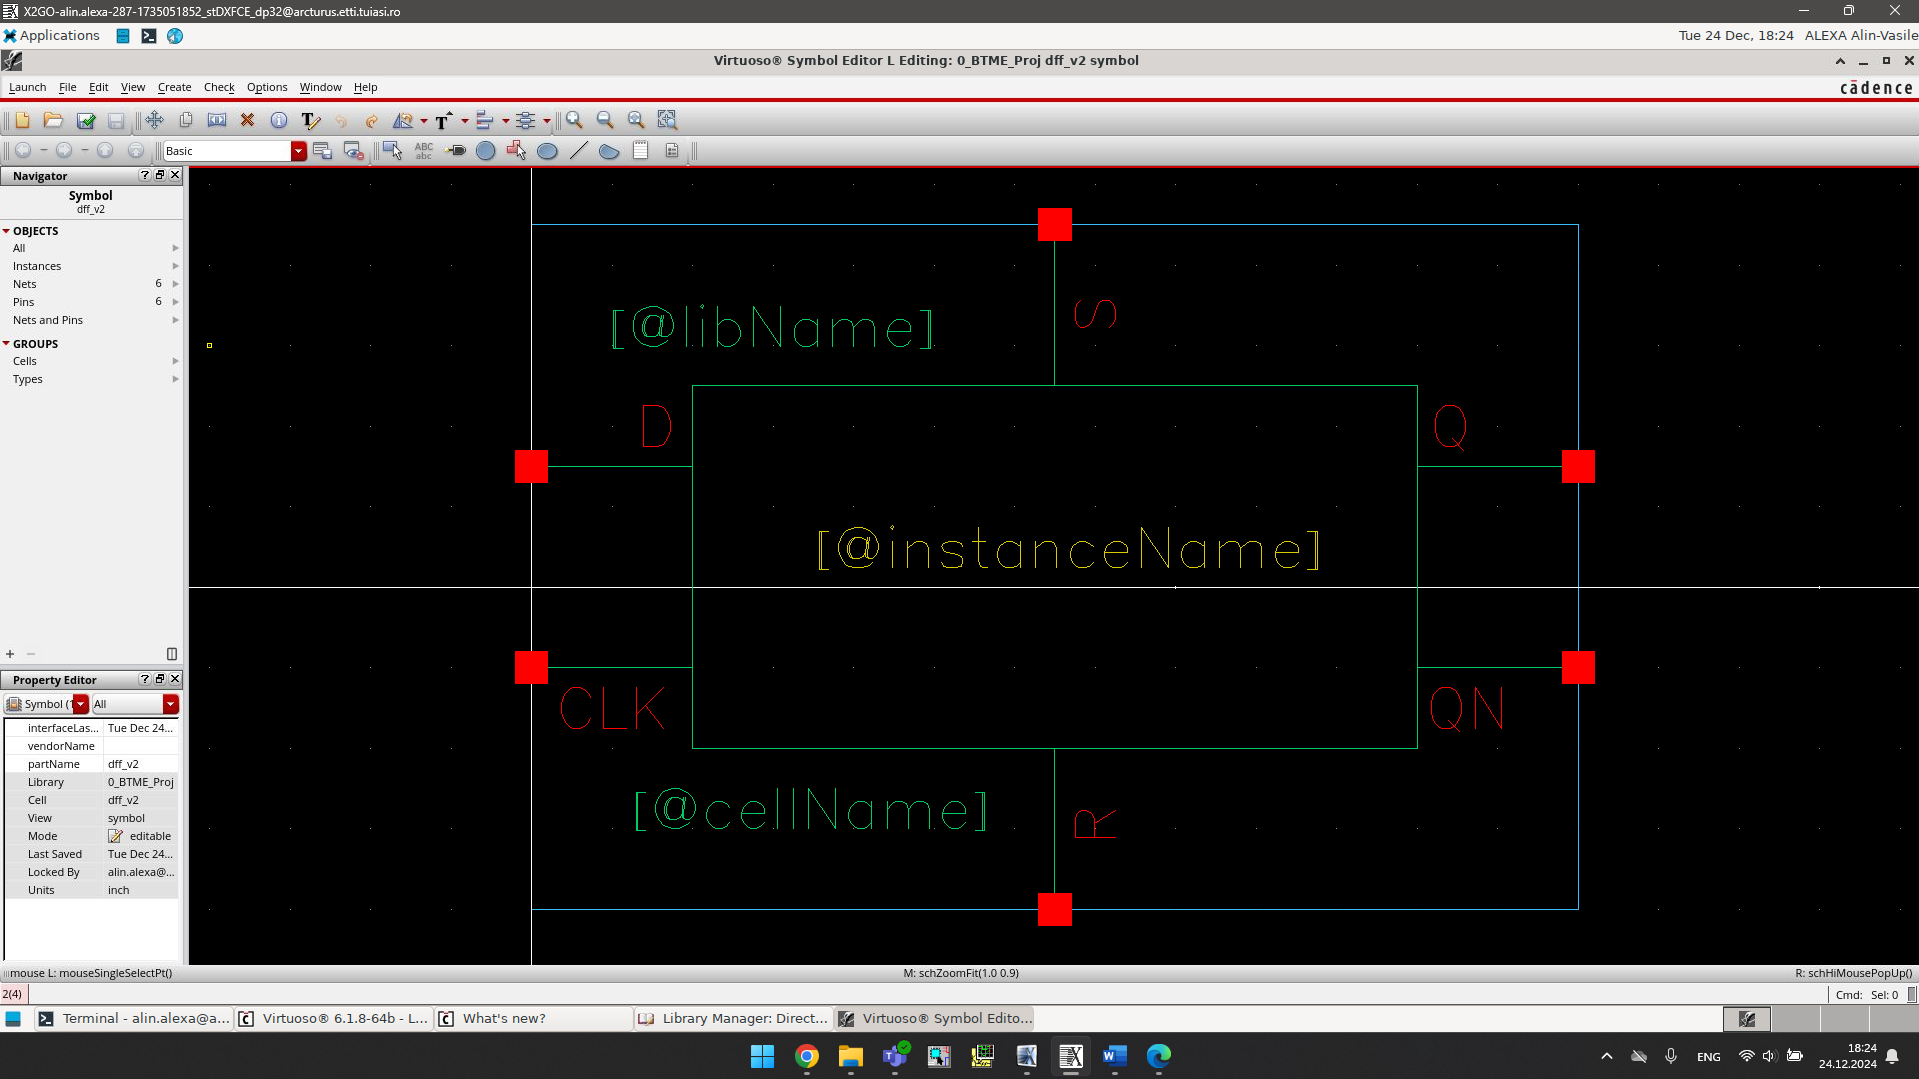 X2GO-alin.alexa-287-1735051852_stDXFCE_dp32@arcturus.etti.tuiasi.ro
Applications
Tue 24 Dec, 18:24 ALEXA Alin-Vasile
Virtuoso® Symbol Editor L Editing: 0_BTME_Proj dff_v2 symbol
Launch File Edit View Create Check Options Window Help
cādence
Basic
ABC
abc
Navigator
Symbol
dff_v2
OBJECTS
All
Instances
Nets 6
Pins 6
Nets and Pins
GROUPS
Cells
Types
S
[@libName]
D
Q
[@instanceName]
CLK
QN
[@cellName]
R
Property Editor
Symbol (1 All
interfaceLas... Tue Dec 24...
vendorName
partName dff_v2
Library 0_BTME_Proj
Cell dff_v2
View symbol
Mode editable
Last Saved Tue Dec 24...
Locked By alin.alexa@...
Units inch
mouse L: mouseSingleSelectPt() M: schZoomFit(1.0 0.9) R: schHiMousePopUp()
2(4) Cmd: Sel: 0
Terminal - alin.alexa@a... Virtuoso® 6.1.8-64b - L... What's new? Library Manager: Direct... Virtuoso® Symbol Edito...
ENG
18:24
24.12.2024